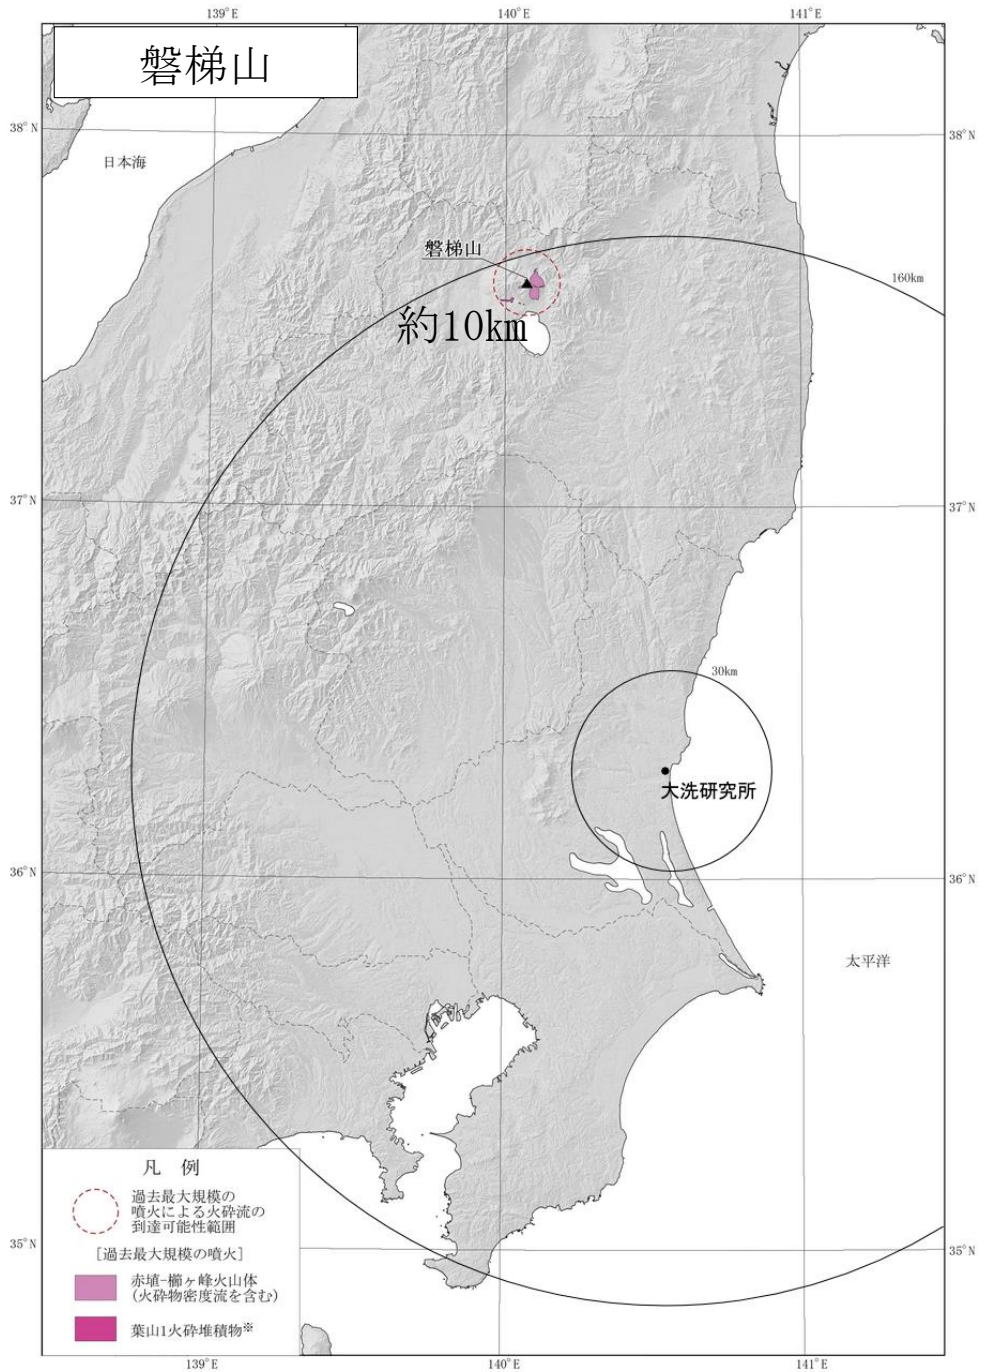 139°E
140°E
141°E
磐梯山
38°N
38°N
日本海
磐梯山
160km
約10km
37°N
37°N
30km
大洗研究所
36°N
36°N
太平洋
凡 例
過去最大規模の
噴火による火砕流の
到達可能性範囲
[過去最大規模の噴火]
赤埴-櫛ヶ峰火山体
(火砕物密度流を含む)
葉山1火砕堆積物※
35°N
35°N
139°E
140°E
141°E